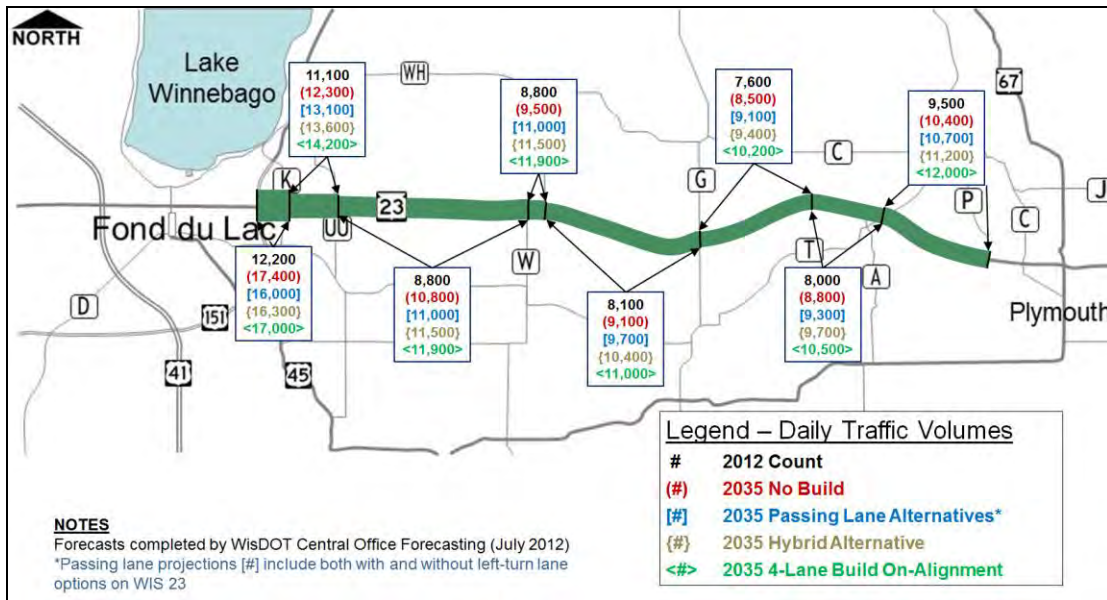 NORTH
Lake
Winnebago
WH
67
11,100
(12,300)
[13,100]
{13,600}
<14,200>
8,800
(9,500)
[11,000]
{11,500}
<11,900>
7,600
(8,500)
[9,100]
{9,400}
<10,200>
9,500
(10,400)
[10,700]
{11,200}
<12,000>
C
K
G
P
J
23
C
Fond du Lac
UU
W
T
A
12,200
(17,400)
[16,000]
{16,300}
<17,000>
8,800
(10,800)
[11,000]
{11,500}
<11,900>
8,100
(9,100)
[9,700]
{10,400}
<11,000>
8,000
(8,800)
[9,300]
{9,700}
<10,500>
D
151
Plymouth
41
45
Legend – Daily Traffic Volumes
# 2012 Count
(#) 2035 No Build
[#] 2035 Passing Lane Alternatives*
{#} 2035 Hybrid Alternative
<#> 2035 4-Lane Build On-Alignment
NOTES
Forecasts completed by WisDOT Central Office Forecasting (July 2012)
*Passing lane projections [#] include both with and without left-turn lane
options on WIS 23